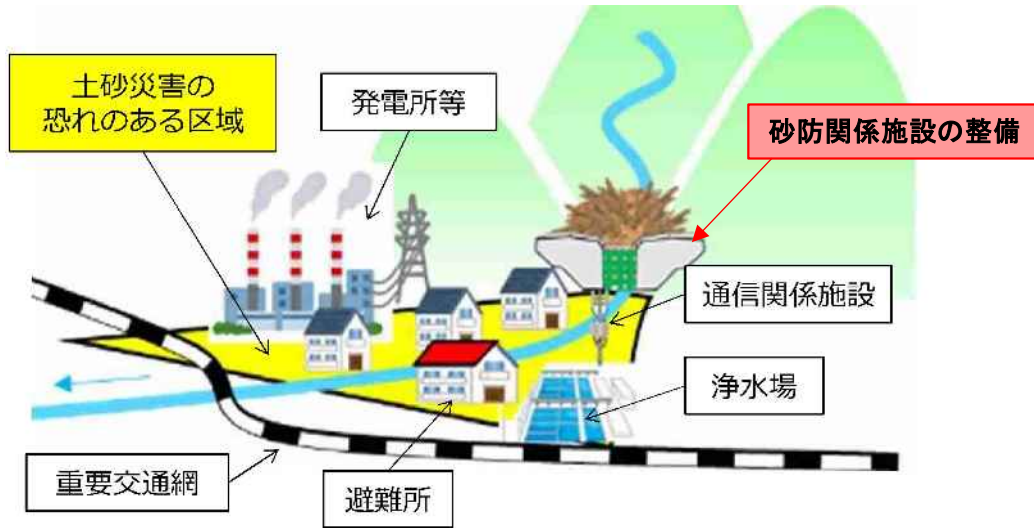 土砂災害の
恐れのある区域
発電所等
砂防関係施設の整備
通信関係施設
浄水場
重要交通網
避難所